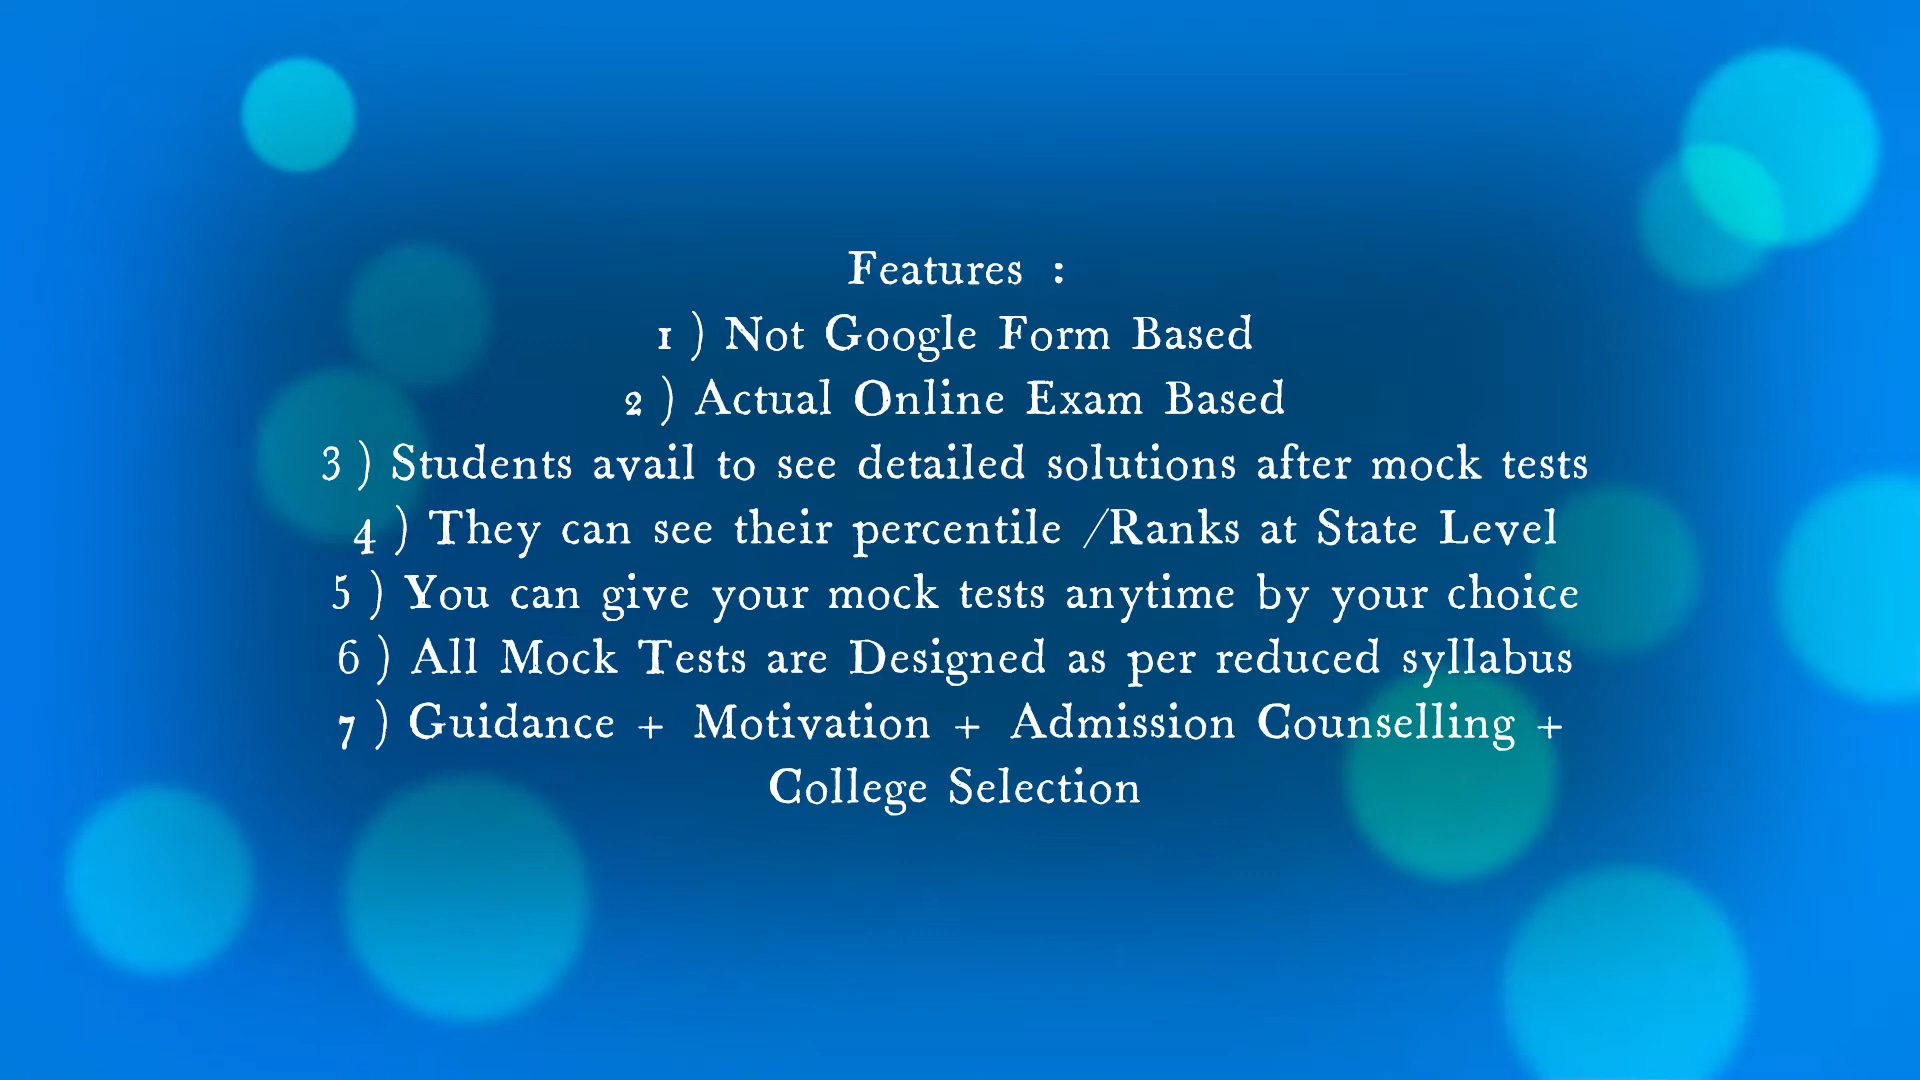 Features :
1 ) Not Google Form Based
2 ) Actual Online Exam Based
3 ) Students avail to see detailed solutions after mock tests
4 ) They can see their percentile /Ranks at State Level
5 ) You can give your mock tests anytime by your choice
6 ) All Mock Tests are Designed as per reduced syllabus
7 ) Guidance + Motivation + Admission Counselling +
College Selection